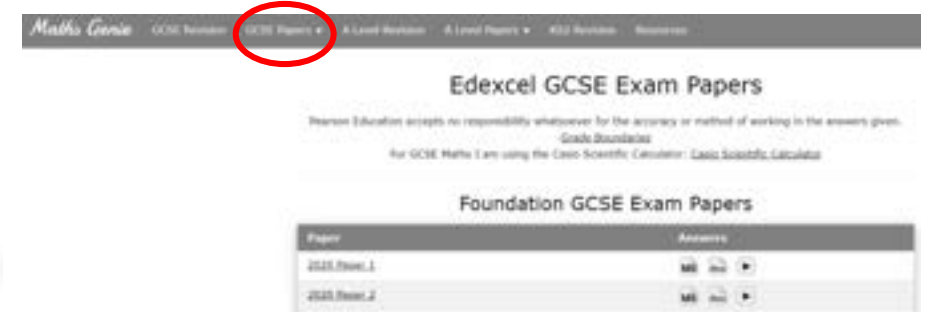 Maths Genie GCSE Revision GCSE Papers A Level Revision A Level Papers KS2 Revision Resources
Edexcel GCSE Exam Papers
Pearson Education accepts no responsibility whatsoever for the accuracy or method of working in the answers given.
Grade Boundaries
For GCSE Maths I am using the Casio Scientific Calculator: Casio Scientific Calculator
Foundation GCSE Exam Papers
Paper Answers
Paper 1 MS
Paper 2 MS